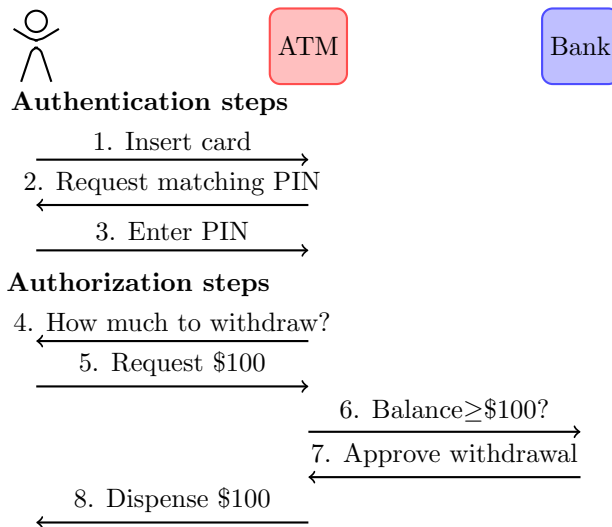 ATM
Bank
Authentication steps
1. Insert card
2. Request matching PIN
3. Enter PIN
Authorization steps
4. How much to withdraw?
5. Request $100
6. Balance≥$100?
7. Approve withdrawal
8. Dispense $100